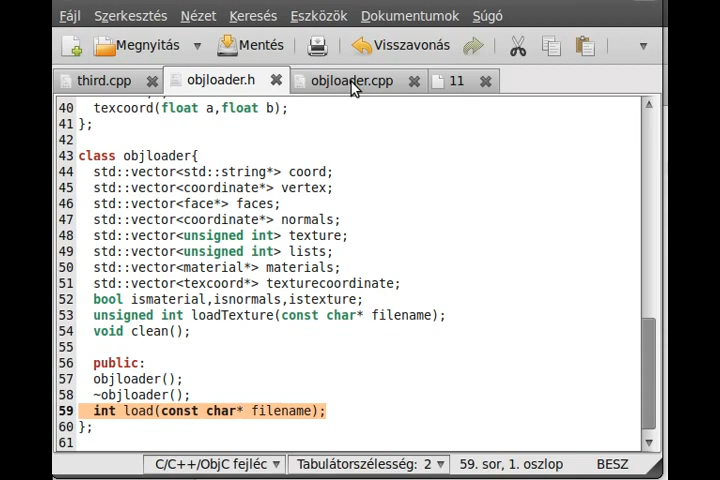 Fájl Szerkesztés Nézet Keresés Eszközök Dokumentumok Súgó
Megnyitás Mentés Visszavonás
third.cpp objloader.h objloader.cpp 11
40 texcoord(float a,float b);
41 };
42
43 class objloader{
44 std::vector<std::string*> coord;
45 std::vector<coordinate*> vertex;
46 std::vector<face*> faces;
47 std::vector<coordinate*> normals;
48 std::vector<unsigned int> texture;
49 std::vector<unsigned int> lists;
50 std::vector<material*> materials;
51 std::vector<texcoord*> texturecoordinate;
52 bool ismaterial,isnormals,istexture;
53 unsigned int loadTexture(const char* filename);
54 void clean();
55
56 public:
57 objloader();
58 ~objloader();
59 int load(const char* filename);
60 };
61
C/C++/ObjC fejléc Tabulátorszélesség: 2 59. sor, 1. oszlop BESZ